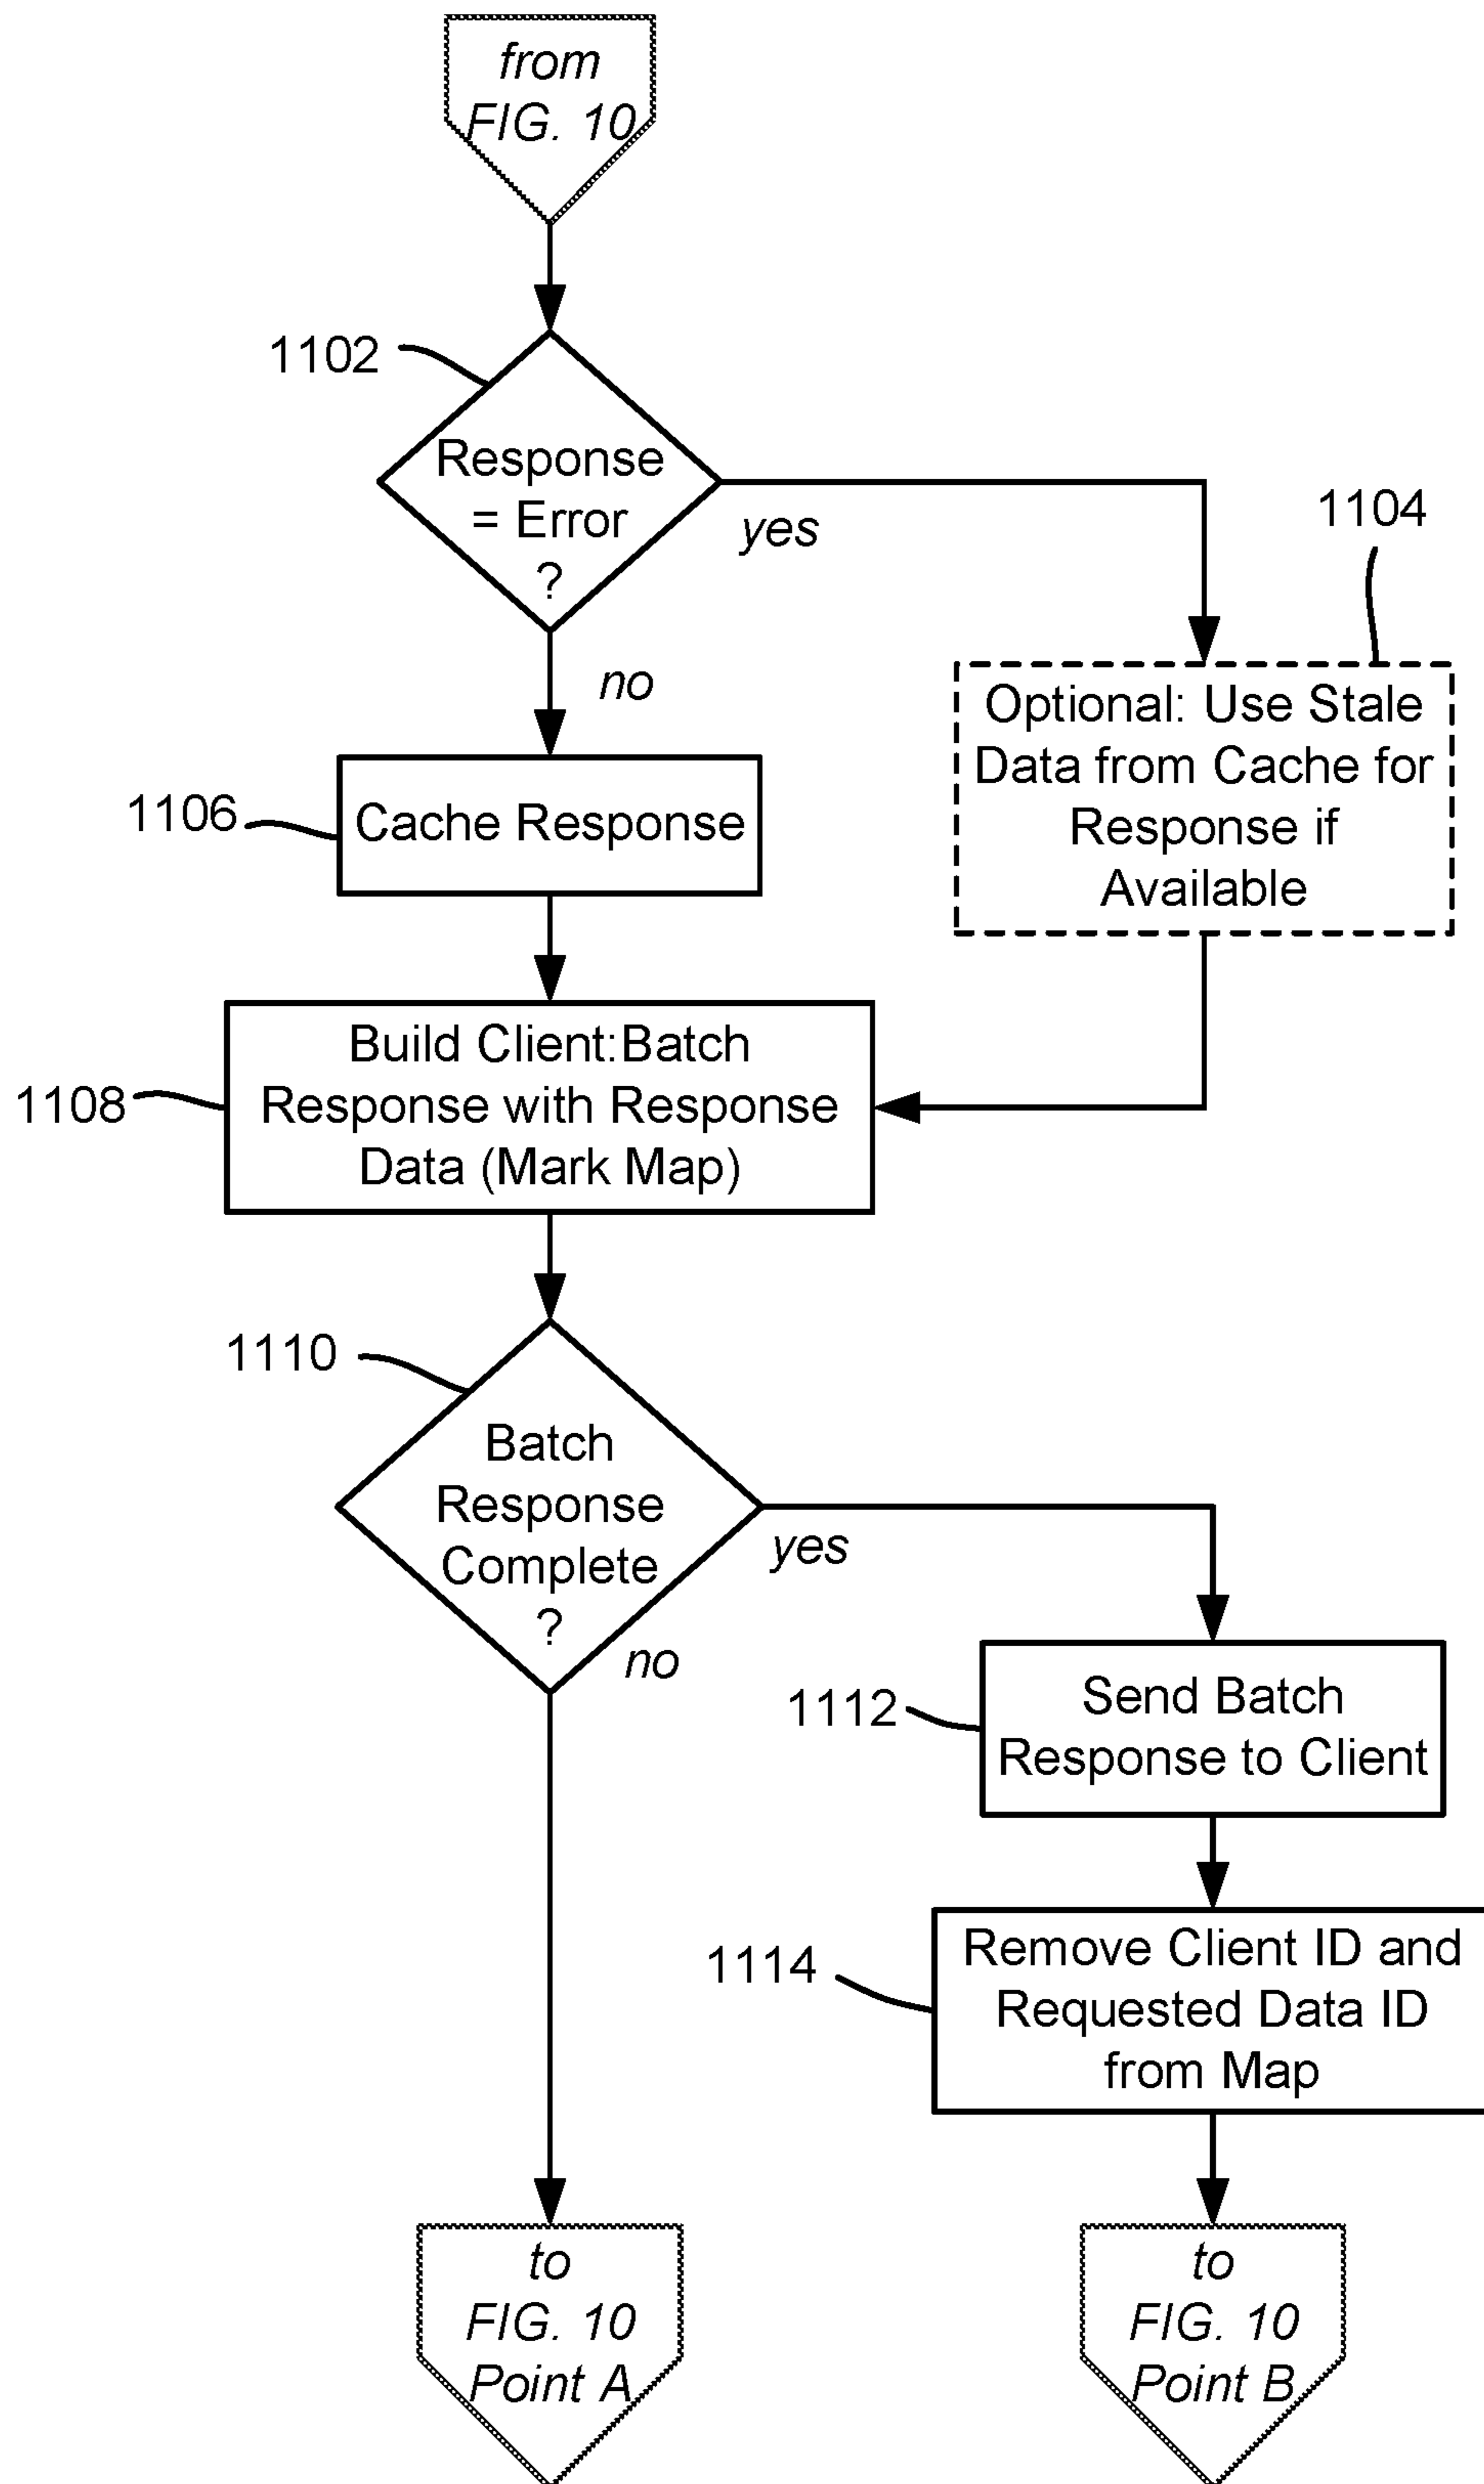 from
FIG. 10
1102
Response
= Error
?
yes
no
1104
Optional: Use Stale
Data from Cache for
Response if
Available
1106
Cache Response
1108
Build Client:Batch
Response with Response
Data (Mark Map)
1110
Batch
Response
Complete
?
yes
no
1112
Send Batch
Response to Client
1114
Remove Client ID and
Requested Data ID
from Map
to
FIG. 10
Point A
to
FIG. 10
Point B